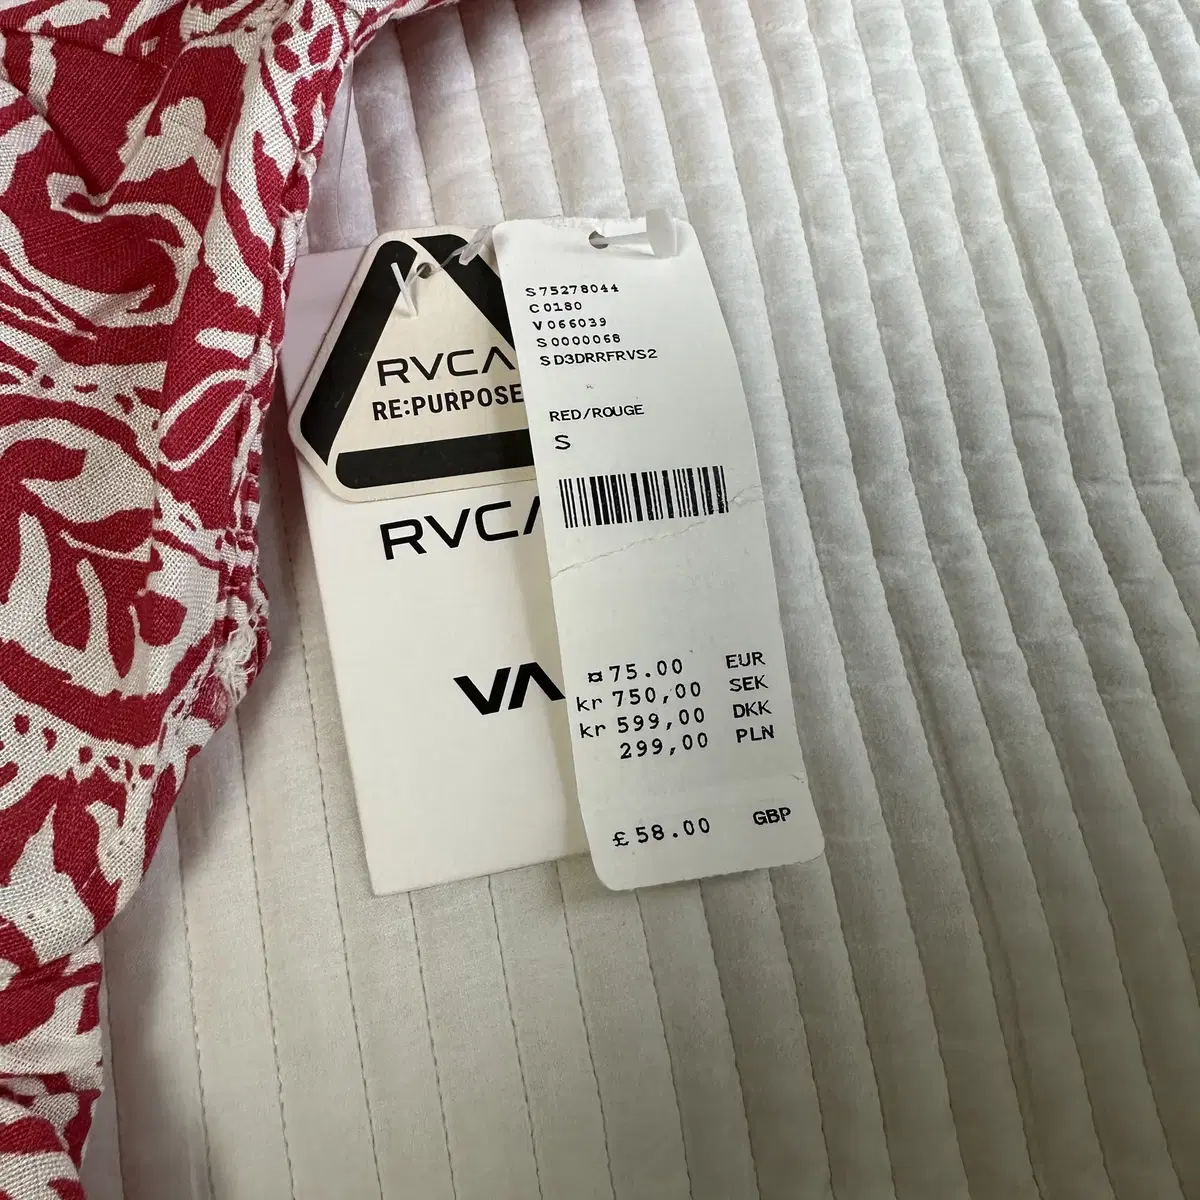 RVCA
RE:PURPOSE
RVCA
VA
S75278044
C0180
V066039
S0000068
SD3DRRFRVS2
RED/ROUGE
S
¤75.00 EUR
kr 750,00 SEK
kr 599,00 DKK
299,00 PLN
£58.00 GBP